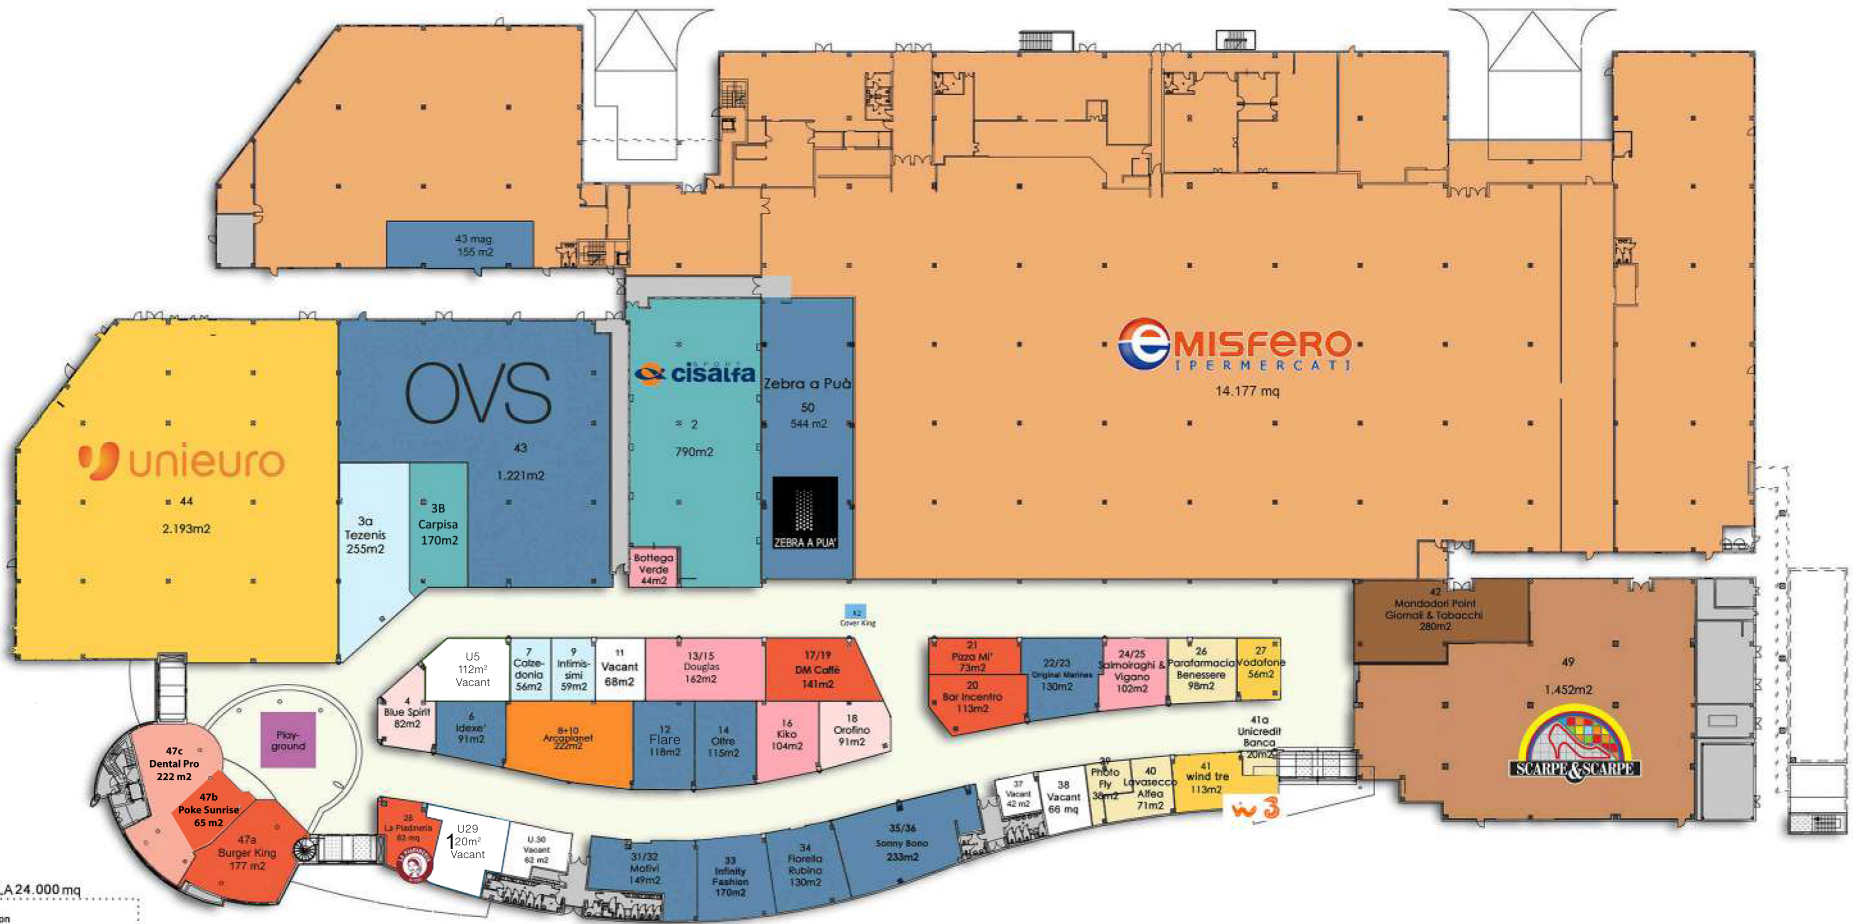 43 mag.
155 m2
EMISFERO
IPERMERCATI
14.177 mq
unieuro
44
2.193m2
OVS
43
1.221m2
3a
Tezenis
255m2
3B
Carpisa
170m2
SPORT
cisalfa
2
790m2
Bottega
Verde
44m2
Zebra a Puà
50
544 m2
ZEBRA A PUA'
K2
Cover King
42
Mondadori Point
Giornali & Tabacchi
280m2
49
1.452m2
SCARPE&SCARPE
U5
112m²
Vacant
7
Calze-
donia
56m2
9
Intimis-
simi
59m2
11
Vacant
68m2
13/15
Douglas
162m2
17/19
DM Caffè
141m2
4
Blue Spirit
82m2
6
Idexe'
91m2
8+10
Arcaplanet
222m2
12
Flare
118m2
14
Oltre
115m2
16
Kiko
104m2
18
Orofino
91m2
21
Pizza Mi'
73m2
20
Bar Incentro
113m2
22/23
Original Marines
130m2
24/25
Salmoiraghi &
Vigano
102m2
26
Parafarmacia
Benessere
98m2
27
Vodafone
56m2
41a
Unicredit
Banca
20m2
Play-
ground
47c
Dental Pro
222 m2
47b
Poke Sunrise
65 m2
47a
Burger King
177 m2
28
La Piadineria
63 mq
U29
120m²
Vacant
U.30
Vacant
62 m2
31/32
Motivi
149m2
33
Infinity
Fashion
170m2
34
Fiorella
Rubino
130m2
35/36
Sonny Bono
233m2
37
Vacant
42 m2
38
Vacant
66 mq
39
Photo
Fly
38m2
40
Lavasecco
Alfea
71m2
41
wind tre
113m2
W3
LA 24.000 mq
on